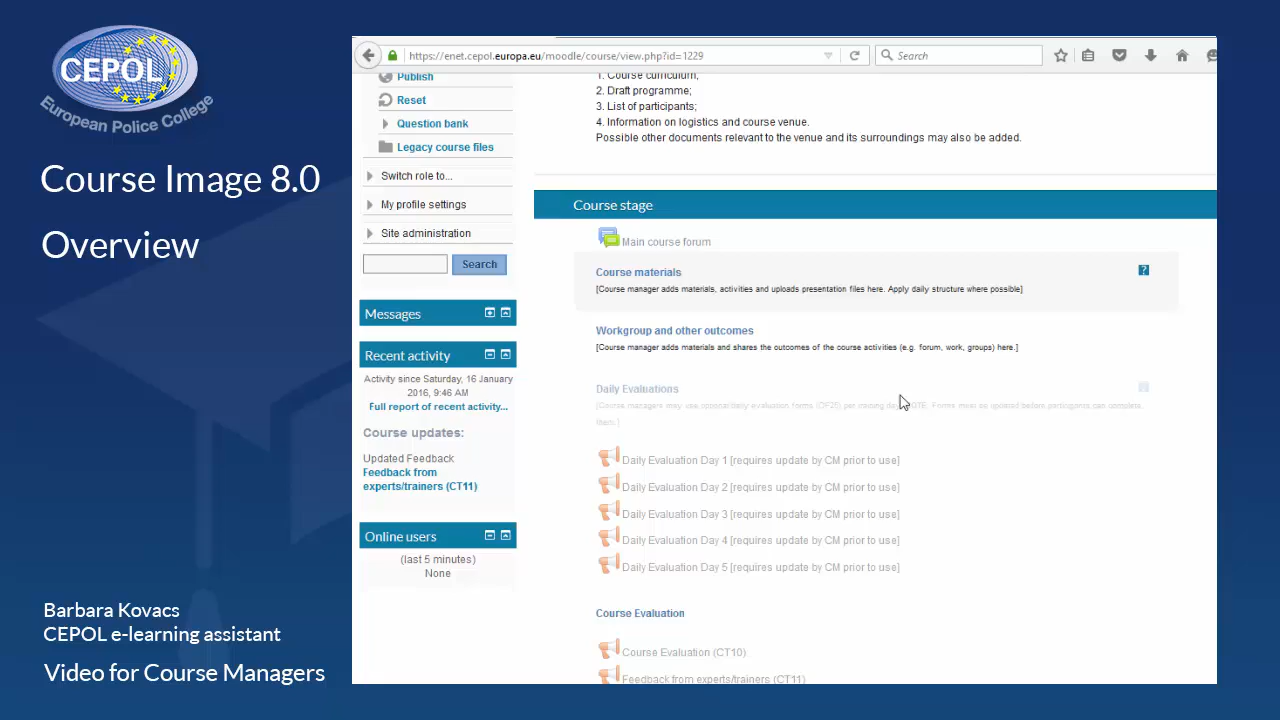 CEPOL
European Police College
Course Image 8.0
Overview
Barbara Kovacs
CEPOL e-learning assistant
Video for Course Managers
https://enet.cepol.europa.eu/moodle/course/view.php?id=1229
Search
Publish
Reset
Question bank
Legacy course files
Switch role to...
My profile settings
Site administration
Search
Messages
Recent activity
Activity since Saturday, 16 January
2016, 9:46 AM
Full report of recent activity...
Course updates:
Updated Feedback
Feedback from
experts/trainers (CT11)
Online users
(last 5 minutes)
None
1. Course curriculum;
2. Draft programme;
3. List of participants;
4. Information on logistics and course venue.
Possible other documents relevant to the venue and its surroundings may also be added.
Course stage
Main course forum
Course materials
?
[Course manager adds materials, activities and uploads presentation files here. Apply daily structure where possible]
Workgroup and other outcomes
[Course manager adds materials and shares the outcomes of the course activities (e.g. forum, work, groups) here.]
Daily Evaluations
Forms must be updated before participants can complete
them.]
Daily Evaluation Day 1 [requires update by CM prior to use]
Daily Evaluation Day 2 [requires update by CM prior to use]
Daily Evaluation Day 3 [requires update by CM prior to use]
Daily Evaluation Day 4 [requires update by CM prior to use]
Daily Evaluation Day 5 [requires update by CM prior to use]
Course Evaluation
Course Evaluation (CT10)
Feedback from experts/trainers (CT11)